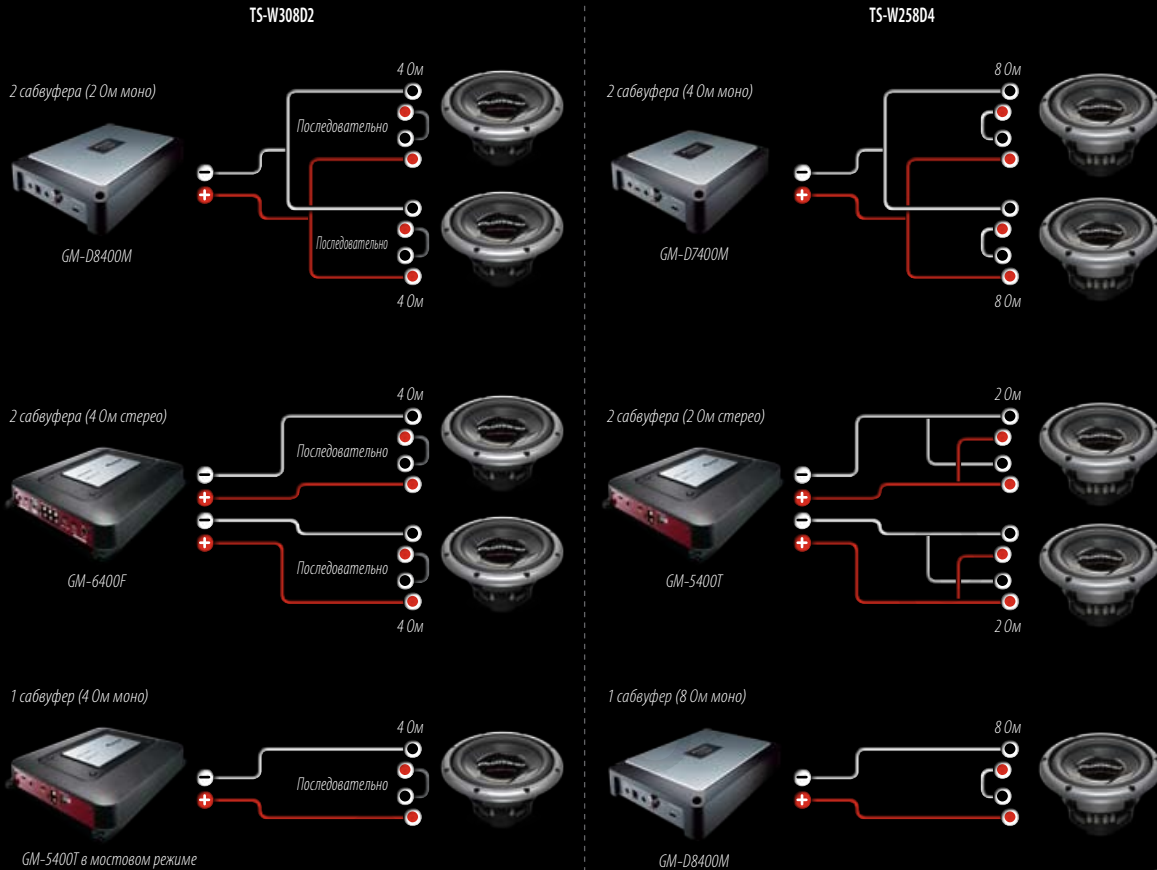 TS-W308D2
2 сабвуфера (2 Ом моно)
4 Ом
Последовательно
Последовательно
GM-D8400M
4 Ом
2 сабвуфера (4 Ом стерео)
4 Ом
Последовательно
Последовательно
GM-6400F
4 Ом
1 сабвуфер (4 Ом моно)
4 Ом
Последовательно
GM-5400T в мостовом режиме
TS-W258D4
2 сабвуфера (4 Ом моно)
8 Ом
GM-D7400M
8 Ом
2 сабвуфера (2 Ом стерео)
2 Ом
GM-5400T
2 Ом
1 сабвуфер (8 Ом моно)
8 Ом
GM-D8400M